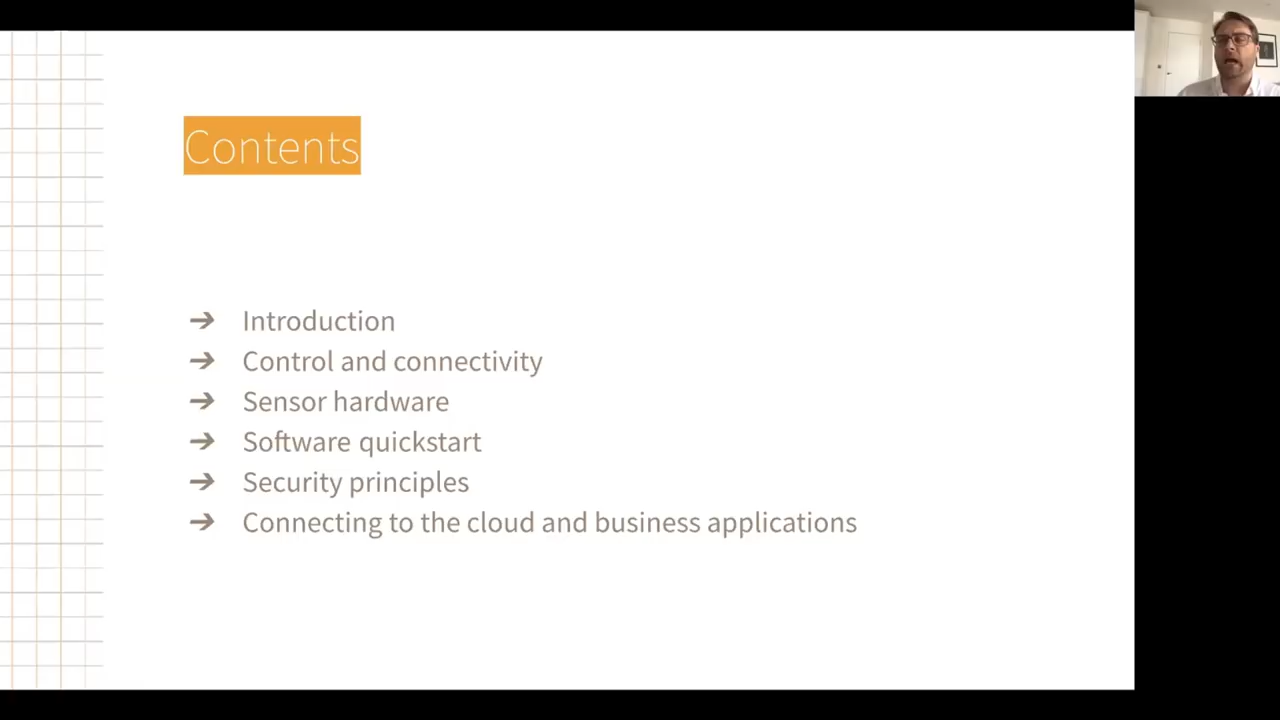 Contents
➔ Introduction
➔ Control and connectivity
➔ Sensor hardware
➔ Software quickstart
➔ Security principles
➔ Connecting to the cloud and business applications